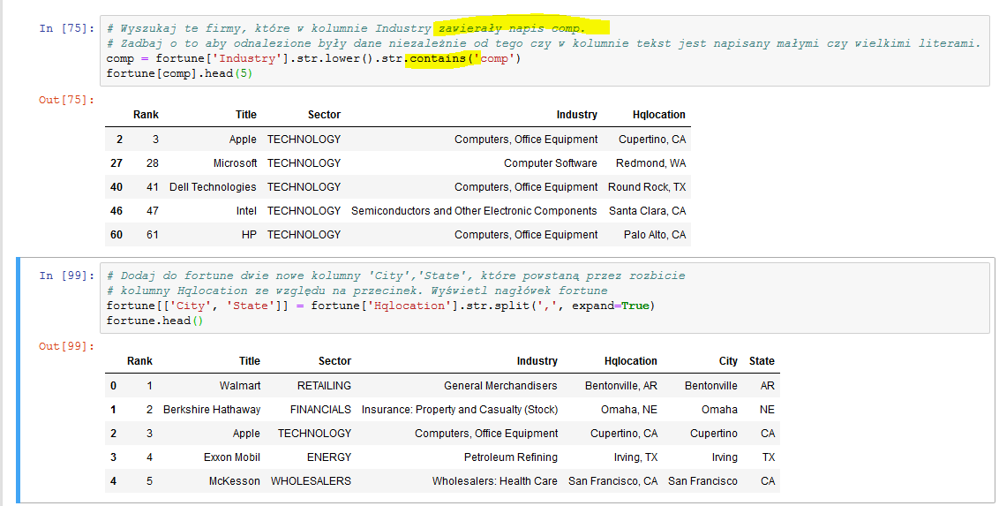 In [75]: # Wyszukaj te firmy, które w kolumnie Industry zawierały napis comp.
# Zadbaj o to aby odnalezione były dane niezależnie od tego czy w kolumnie tekst jest napisany małymi czy wielkimi literami.
comp = fortune['Industry'].str.lower().str.contains('comp')
fortune[comp].head(5)
Out[75]:
Rank Title Sector Industry Hqlocation
2 3 Apple TECHNOLOGY Computers, Office Equipment Cupertino, CA
27 28 Microsoft TECHNOLOGY Computer Software Redmond, WA
40 41 Dell Technologies TECHNOLOGY Computers, Office Equipment Round Rock, TX
46 47 Intel TECHNOLOGY Semiconductors and Other Electronic Components Santa Clara, CA
60 61 HP TECHNOLOGY Computers, Office Equipment Palo Alto, CA
In [99]: # Dodaj do fortune dwie nowe kolumny 'City','State', które powstaną przez rozbicie
# kolumny Hqlocation ze względu na przecinek. Wyświetl nagłówek fortune
fortune[['City', 'State']] = fortune['Hqlocation'].str.split(',', expand=True)
fortune.head()
Out[99]:
Rank Title Sector Industry Hqlocation City State
0 1 Walmart RETAILING General Merchandisers Bentonville, AR Bentonville AR
1 2 Berkshire Hathaway FINANCIALS Insurance: Property and Casualty (Stock) Omaha, NE Omaha NE
2 3 Apple TECHNOLOGY Computers, Office Equipment Cupertino, CA Cupertino CA
3 4 Exxon Mobil ENERGY Petroleum Refining Irving, TX Irving TX
4 5 McKesson WHOLESALERS Wholesalers: Health Care San Francisco, CA San Francisco CA